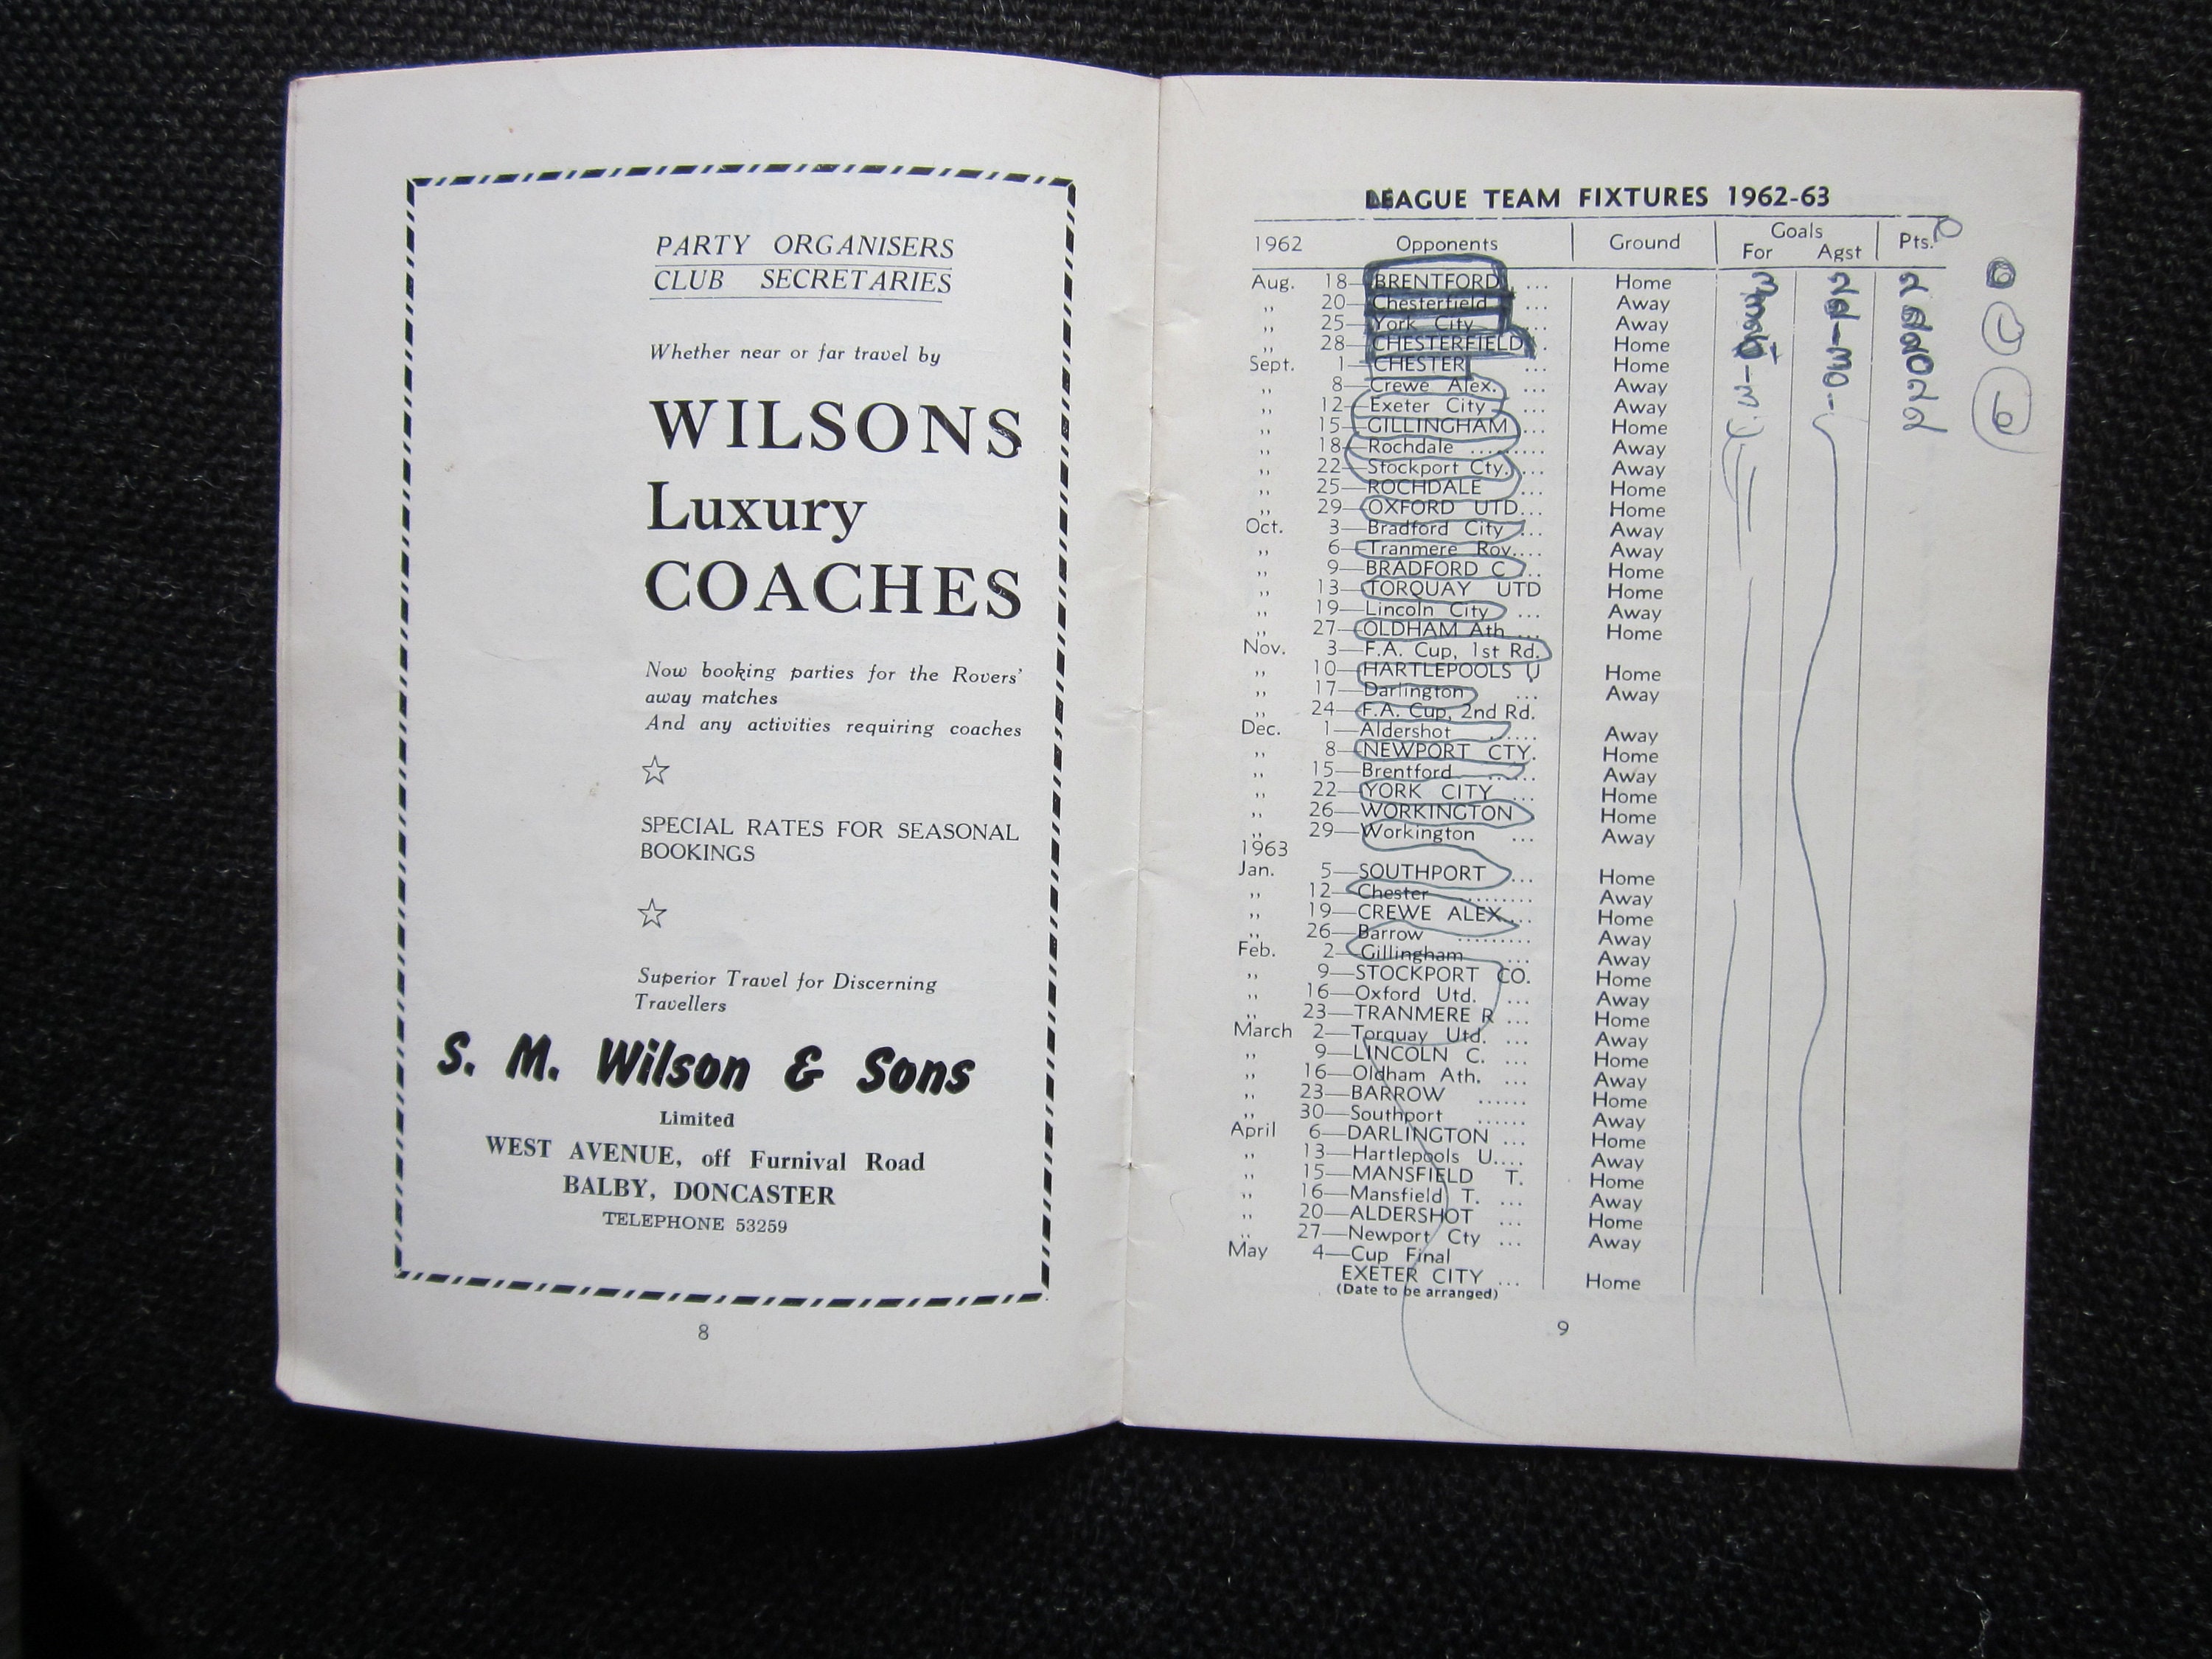 PARTY ORGANISERS
CLUB SECRETARIES
Whether near or far travel by
WILSONS
Luxury
COACHES
Now booking parties for the Rovers'
away matches
And any activities requiring coaches
☆
SPECIAL RATES FOR SEASONAL
BOOKINGS
☆
Superior Travel for Discerning
Travellers
S. M. Wilson & Sons
Limited
WEST AVENUE, off Furnival Road
BALBY, DONCASTER
TELEPHONE 53259
8
LEAGUE TEAM FIXTURES 1962-63
1962 Opponents Ground Goals For Agst Pts.
Aug. 18—BRENTFORD ... Home
,, 20—Chesterfield ... Away
,, 25—York City ... Away
,, 28—CHESTERFIELD . Home
Sept. 1—CHESTER ... Home
,, 8—Crewe Alex. ... Away
,, 12—Exeter City ... Away
,, 15—GILLINGHAM ... Home
,, 18—Rochdale ......... Away
,, 22—Stockport Cty. ... Away
,, 25—ROCHDALE ... Home
,, 29—OXFORD UTD... Home
Oct. 3—Bradford City ... Away
,, 6—Tranmere Rov.... Away
,, 9—BRADFORD C ... Home
,, 13—TORQUAY UTD Home
,, 19—Lincoln City ... Away
,, 27—OLDHAM Ath ... Home
Nov. 3—F.A. Cup, 1st Rd.
,, 10—HARTLEPOOLS U Home
,, 17—Darlington ... Away
,, 24—F.A. Cup, 2nd Rd.
Dec. 1—Aldershot ...... Away
,, 8—NEWPORT CTY. Home
,, 15—Brentford ...... Away
,, 22—YORK CITY ... Home
,, 26—WORKINGTON Home
,, 29—Workington ... Away
1963
Jan. 5—SOUTHPORT ... Home
,, 12—Chester ......... Away
,, 19—CREWE ALEX.... Home
,, 26—Barrow ......... Away
Feb. 2—Gillingham ... Away
,, 9—STOCKPORT CO. Home
,, 16—Oxford Utd. ... Away
,, 23—TRANMERE R ... Home
March 2—Torquay Utd. ... Away
,, 9—LINCOLN C. ... Home
,, 16—Oldham Ath. ... Away
,, 23—BARROW ...... Home
,, 30—Southport ...... Away
April 6—DARLINGTON ... Home
,, 13—Hartlepools U.... Away
,, 15—MANSFIELD T. Home
,, 16—Mansfield T. ... Away
,, 20—ALDERSHOT ... Home
,, 27—Newport Cty ... Away
May 4—Cup Final
EXETER CITY ... Home
(Date to be arranged)
9